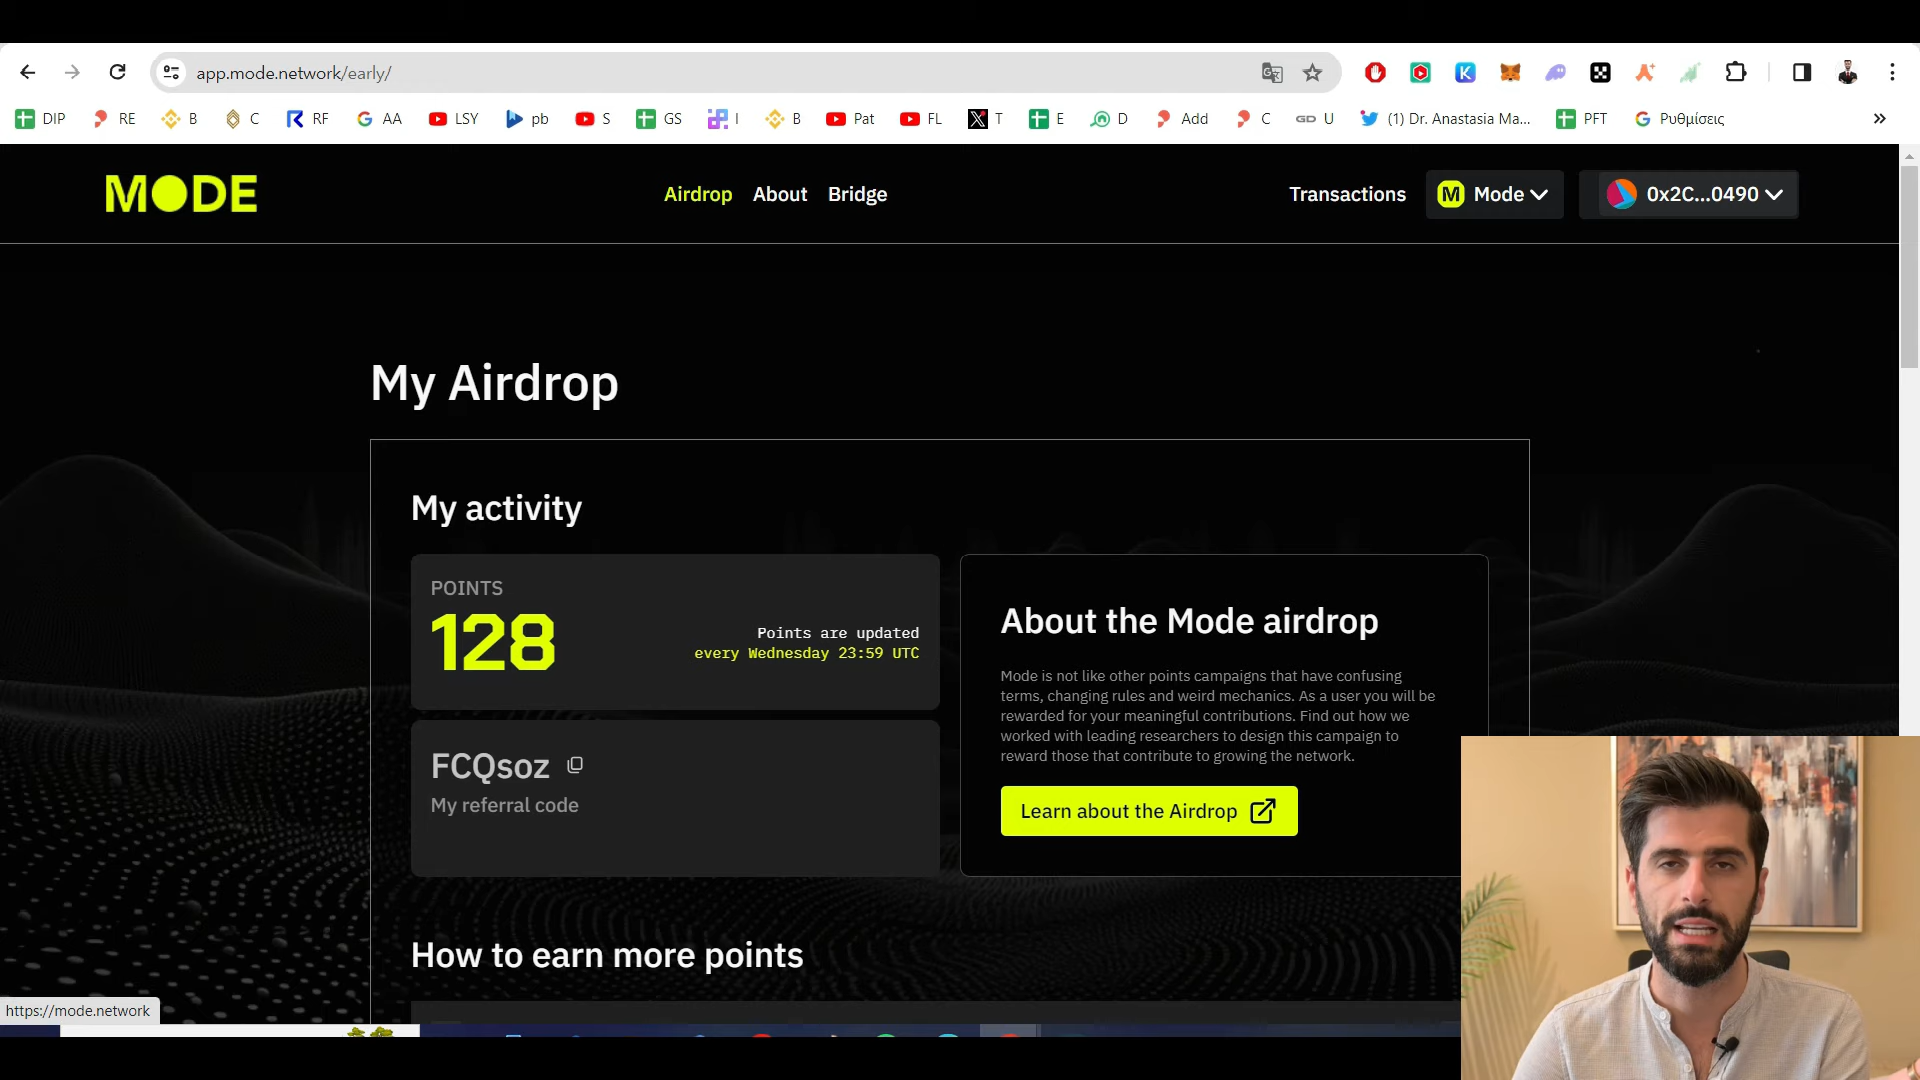 app.mode.network/early/
DIP RE B C RF AA LSY pb S GS I B Pat FL T E D Add C U (1) Dr. Anastasia Ma... PFT Ρυθμίσεις
MODE Airdrop About Bridge Transactions Mode 0x2C...0490
My Airdrop
My activity
POINTS
128
Points are updated
every Wednesday 23:59 UTC
FCQsoz
My referral code
About the Mode airdrop
Mode is not like other points campaigns that have confusing
terms, changing rules and weird mechanics. As a user you will be
rewarded for your meaningful contributions. Find out how we
worked with leading researchers to design this campaign to
reward those that contribute to growing the network.
Learn about the Airdrop
How to earn more points
https://mode.network